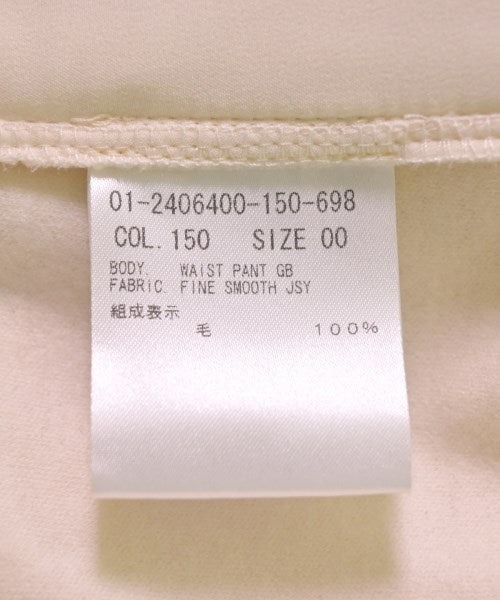 01-2406400-150-698
COL. 150 SIZE 00
BODY. WAIST PANT GB
FABRIC. FINE SMOOTH JSY
組成表示
毛 100%